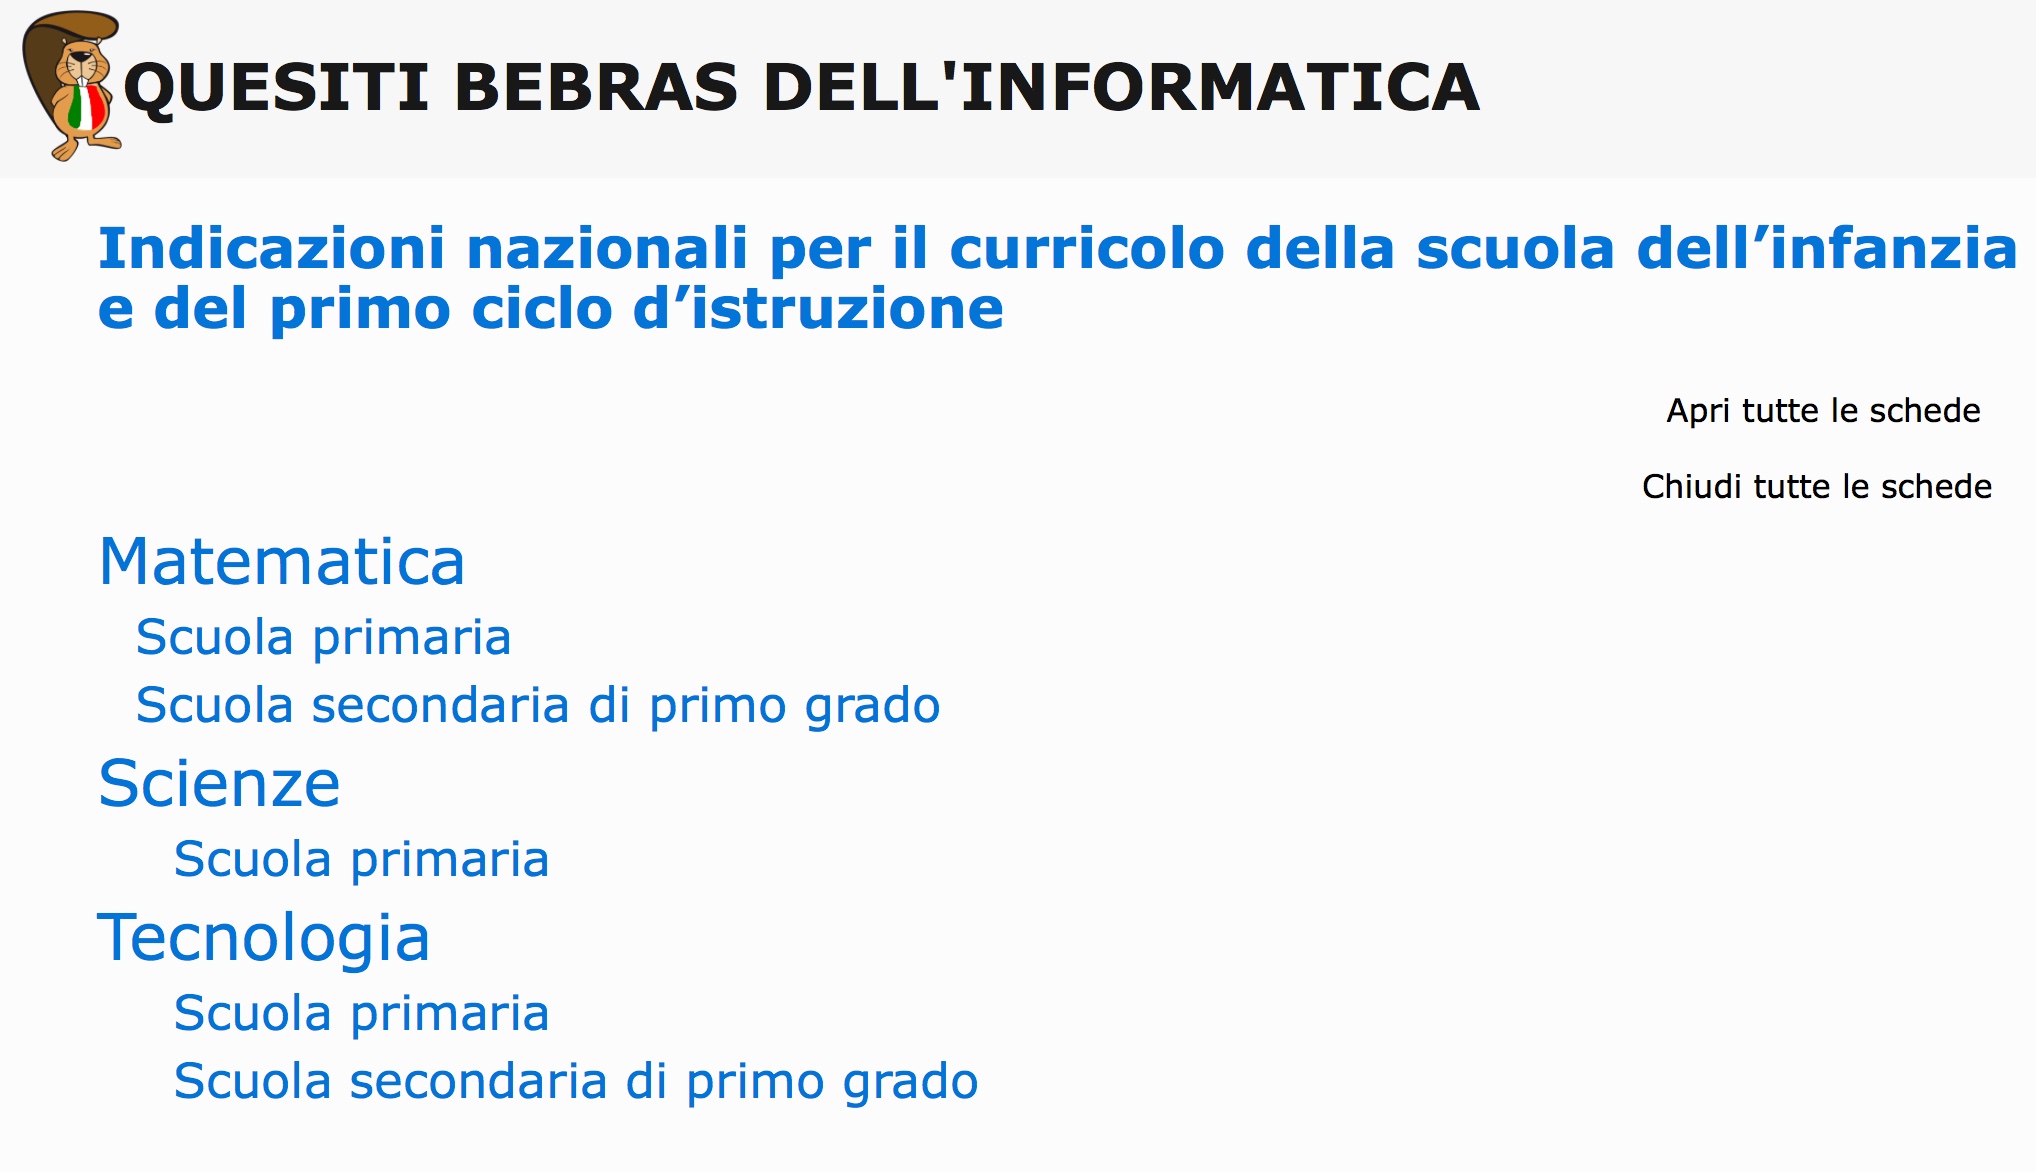 QUESITI BEBRAS DELL'INFORMATICA
Indicazioni nazionali per il curricolo della scuola dell’infanzia
e del primo ciclo d’istruzione
Apri tutte le schede
Chiudi tutte le schede
Matematica
Scuola primaria
Scuola secondaria di primo grado
Scienze
Scuola primaria
Tecnologia
Scuola primaria
Scuola secondaria di primo grado